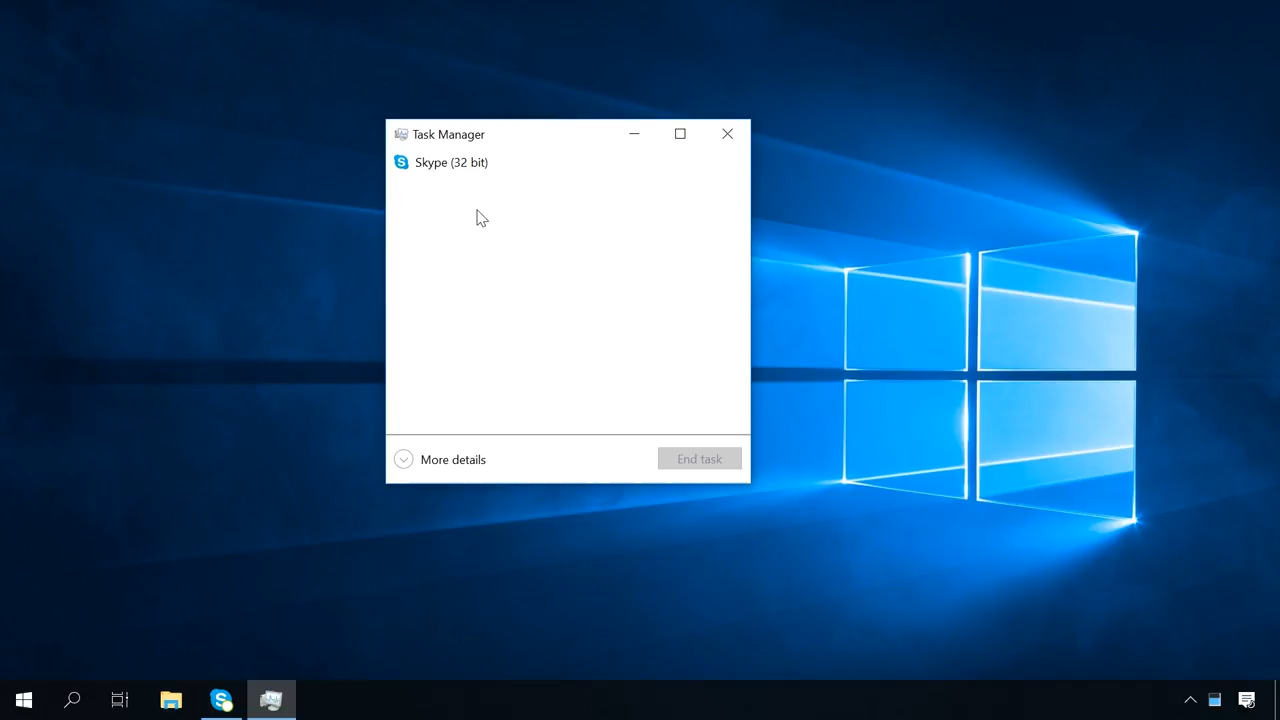 Task Manager
Skype (32 bit)
More details
End task